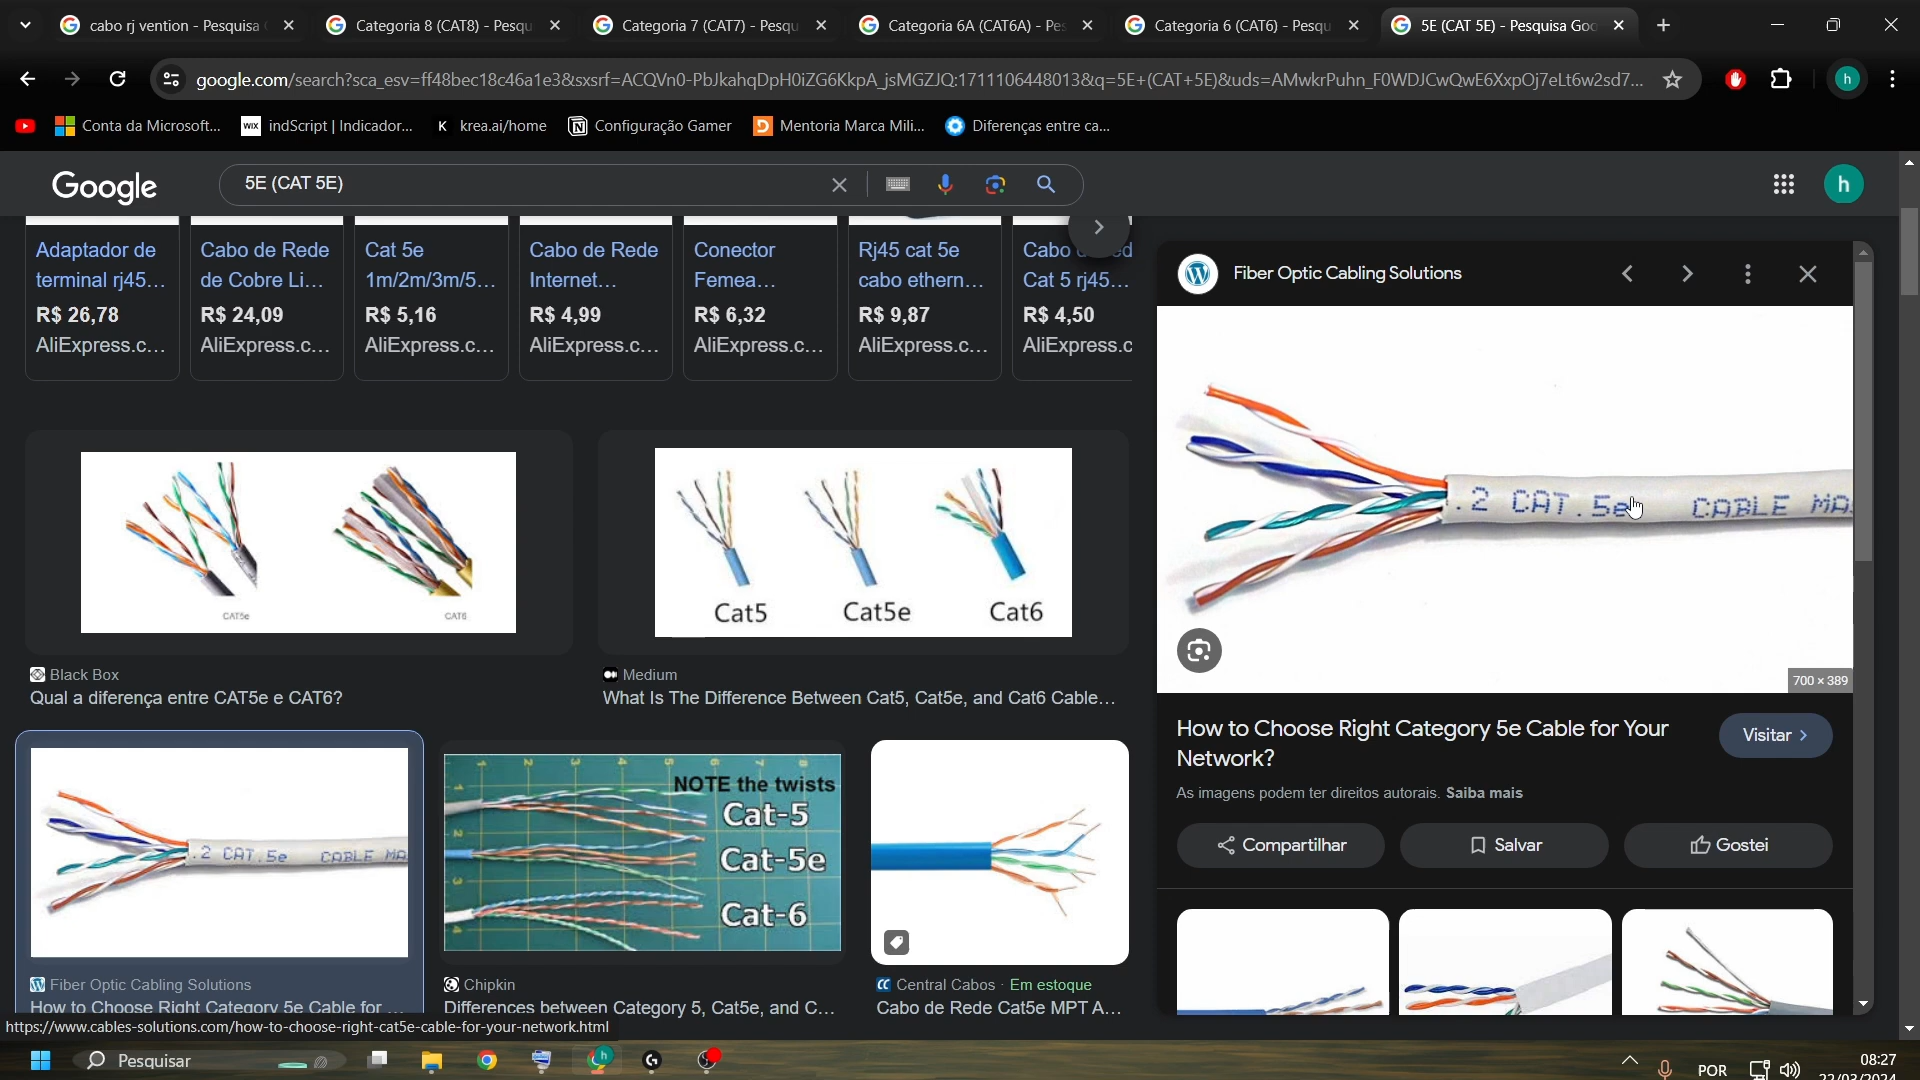 cabo rj vention - Pesquisa
Categoria 8 (CAT8) - Pesqu
Categoria 7 (CAT7) - Pesqu
Categoria 6A (CAT6A) - Pes
Categoria 6 (CAT6) - Pesqu
5E (CAT 5E) - Pesquisa Goo
google.com/search?sca_esv=ff48bec18c46a1e3&sxsrf=ACQVn0-PbJkahqDpH0iZG6KkpA_jsMGZJQ:1711106448013&q=5E+(CAT+5E)&uds=AMwkrPuhn_F0WDJCwQwE6XxpOj7eLt6w2sd7...
h
Conta da Microsoft...
WIX
indScript | Indicador...
K krea.ai/home
Configuração Gamer
Mentoria Marca Mili...
Diferenças entre ca...
Google
5E (CAT 5E)
h
Adaptador de
terminal rj45...
R$ 26,78
AliExpress.c...
Cabo de Rede
de Cobre Li...
R$ 24,09
AliExpress.c...
Cat 5e
1m/2m/3m/5...
R$ 5,16
AliExpress.c...
Cabo de Rede
Internet...
R$ 4,99
AliExpress.c...
Conector
Femea...
R$ 6,32
AliExpress.c...
Rj45 cat 5e
cabo ethern...
R$ 9,87
AliExpress.c...
Cabo
Cat 5 rj45...
R$ 4,50
AliExpress.c
CAT5e
CAT6
Black Box
Qual a diferença entre CAT5e e CAT6?
Cat5
Cat5e
Cat6
Medium
What Is The Difference Between Cat5, Cat5e, and Cat6 Cable...
.2 CAT.5e CABLE MA
Fiber Optic Cabling Solutions
How to Choose Right Category 5e Cable for ...
NOTE the twists
Cat-5
Cat-5e
Cat-6
Chipkin
Differences between Category 5, Cat5e, and C...
Central Cabos · Em estoque
Cabo de Rede Cat5e MPT A...
Fiber Optic Cabling Solutions
.2 CAT.5e CABLE MA
700 × 389
How to Choose Right Category 5e Cable for Your
Network?
Visitar
As imagens podem ter direitos autorais. Saiba mais
Compartilhar
Salvar
Gostei
https://www.cables-solutions.com/how-to-choose-right-cat5e-cable-for-your-network.html
Pesquisar
POR
08:27
22/03/2024